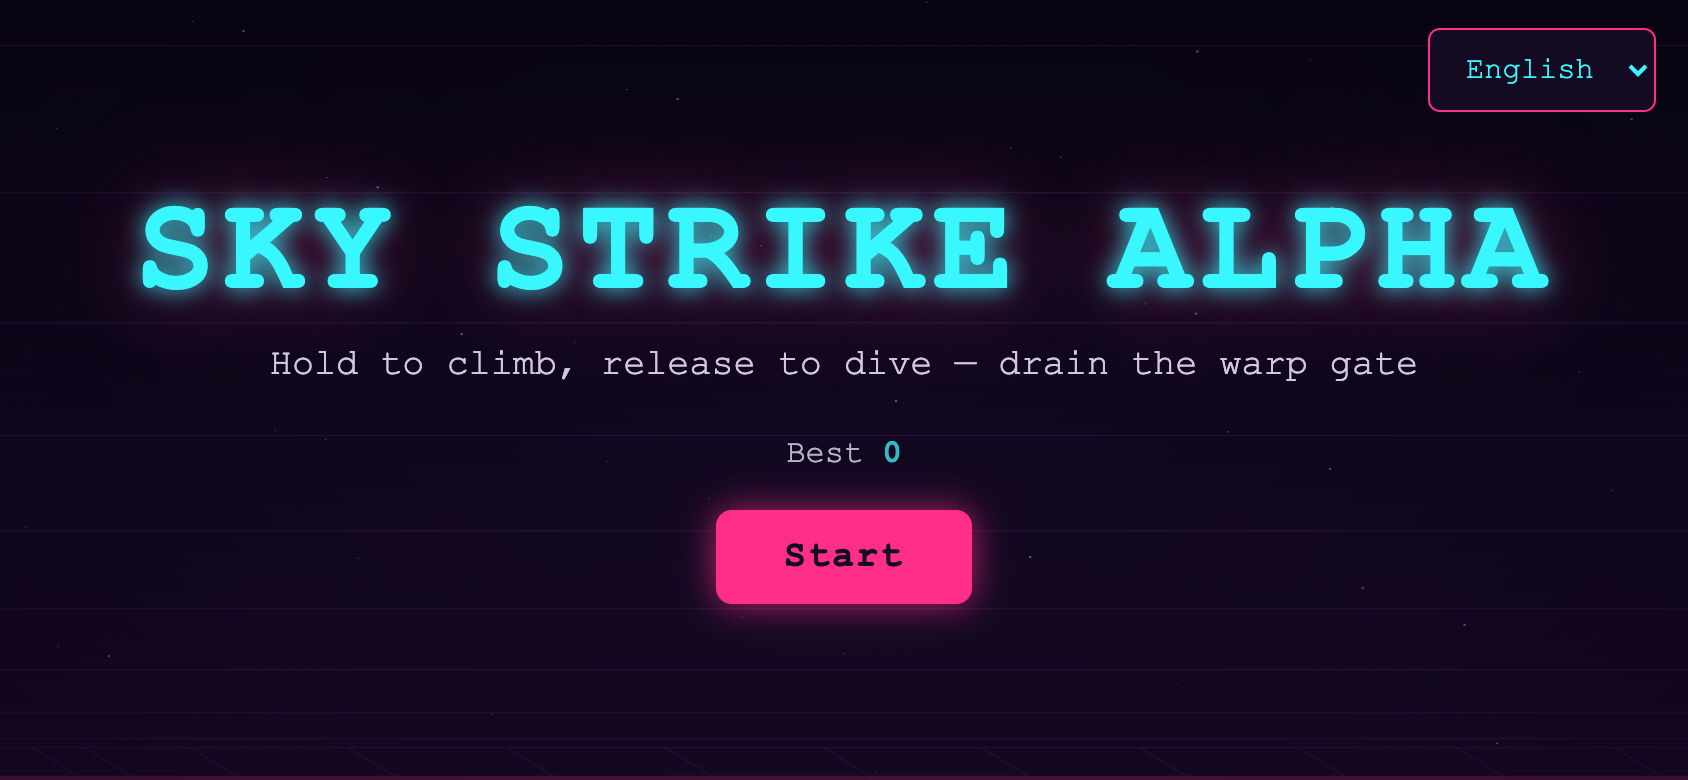 English
SKY STRIKE ALPHA
Hold to climb, release to dive — drain the warp gate
Best 0
Start